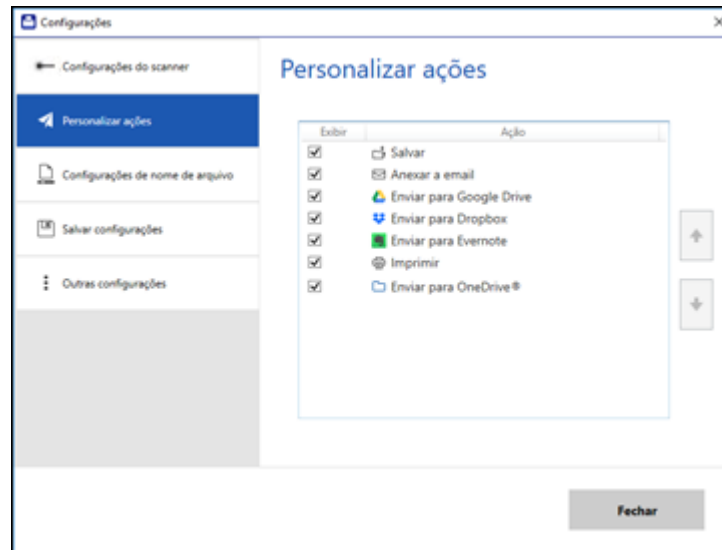 Configurações
Configurações do scanner
Personalizar ações
Configurações de nome de arquivo
Salvar configurações
Outras configurações
Personalizar ações
Exibir Ação
Salvar
Anexar a email
Enviar para Google Drive
Enviar para Dropbox
Enviar para Evernote
Imprimir
Enviar para OneDrive®
Fechar